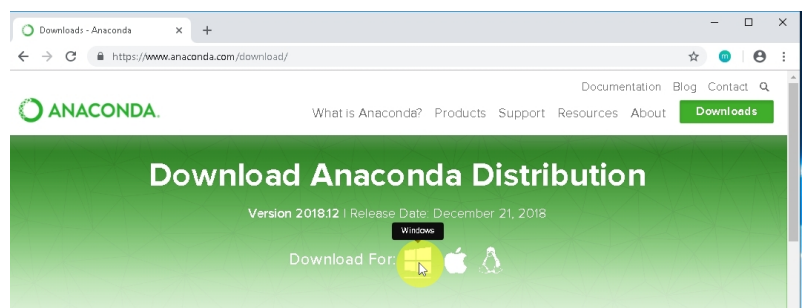 Downloads - Anaconda
https://www.anaconda.com/download/
m
Documentation Blog Contact
ANACONDA.
What is Anaconda? Products Support Resources About Downloads
Download Anaconda Distribution
Version 2018.12 | Release Date: December 21, 2018
Windows
Download For: